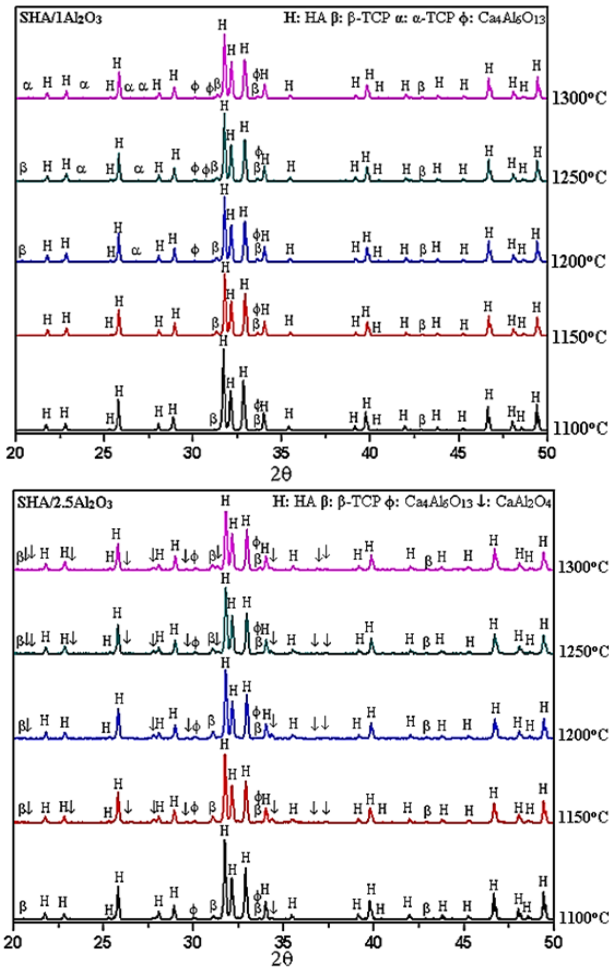 SHA/1Al₂O₃ H: HA β: β-TCP α: α-TCP ϕ: Ca₄Al₆O₁₃
α H H α H H α α H H ϕ ϕ β H H H ϕ β H H H H H H β H H H H H H 1300°C
β H H α H H α H H ϕ ϕ β H H H ϕ β H H H H H H β H H H H H H 1250°C
β H H H H α H H ϕ β H H H ϕ β H H H H H H β H H H H H H 1200°C
H H H H H H β H H H ϕ β H H H H H H β H H H H H H 1150°C
H H H H H H β H H H ϕ β H H H H H H β H H H H H H 1100°C
20 25 30 35 40 45 50
2θ
SHA/2.5Al₂O₃ H: HA β: β-TCP ϕ: Ca₄Al₆O₁₃ ↓: CaAl₂O₄
β ↓ ↓ H H ↓ H H ↓ ↓ H H ↓ ϕ β ↓ H H H ϕ β H ↓ H ↓ ↓ H H H β H H H H H H 1300°C
β ↓ ↓ H H ↓ H H ↓ ↓ H H ↓ ϕ β ↓ H H H ϕ β H ↓ H ↓ ↓ H H H β H H H H H H 1250°C
β ↓ H H H H ↓ H H ↓ ϕ β H H H ϕ β H ↓ H ↓ ↓ H H H β H H H H H H 1200°C
β ↓ H H ↓ H H ↓ ↓ H H ↓ ϕ β H H H ϕ β H ↓ H ↓ ↓ H H H H β H H H H H H 1150°C
β H H H H H H ϕ β H H H ϕ β H ↓ H H H H H β H H H H H H 1100°C
20 25 30 35 40 45 50
2θ